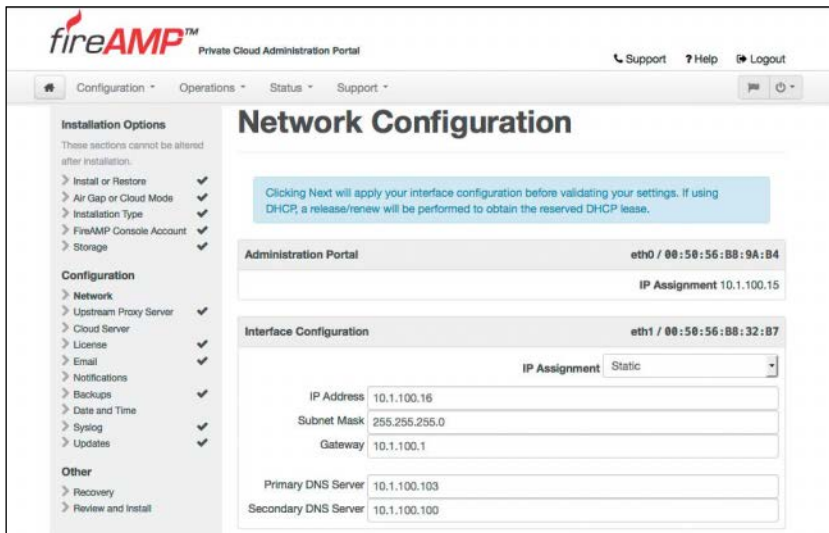 fireAMP™ Private Cloud Administration Portal
Support ? Help Logout
Configuration Operations Status Support
Installation Options
These sections cannot be altered
after installation.
Install or Restore
Air Gap or Cloud Mode
Installation Type
FireAMP Console Account
Storage
Configuration
Network
Upstream Proxy Server
Cloud Server
License
Email
Notifications
Backups
Date and Time
Syslog
Updates
Other
Recovery
Review and Install
Network Configuration
Clicking Next will apply your interface configuration before validating your settings. If using
DHCP, a release/renew will be performed to obtain the reserved DHCP lease.
Administration Portal eth0 / 00:50:56:B8:9A:B4
IP Assignment 10.1.100.15
Interface Configuration eth1 / 00:50:56:B8:32:B7
IP Assignment Static
IP Address 10.1.100.16
Subnet Mask 255.255.255.0
Gateway 10.1.100.1
Primary DNS Server 10.1.100.103
Secondary DNS Server 10.1.100.100